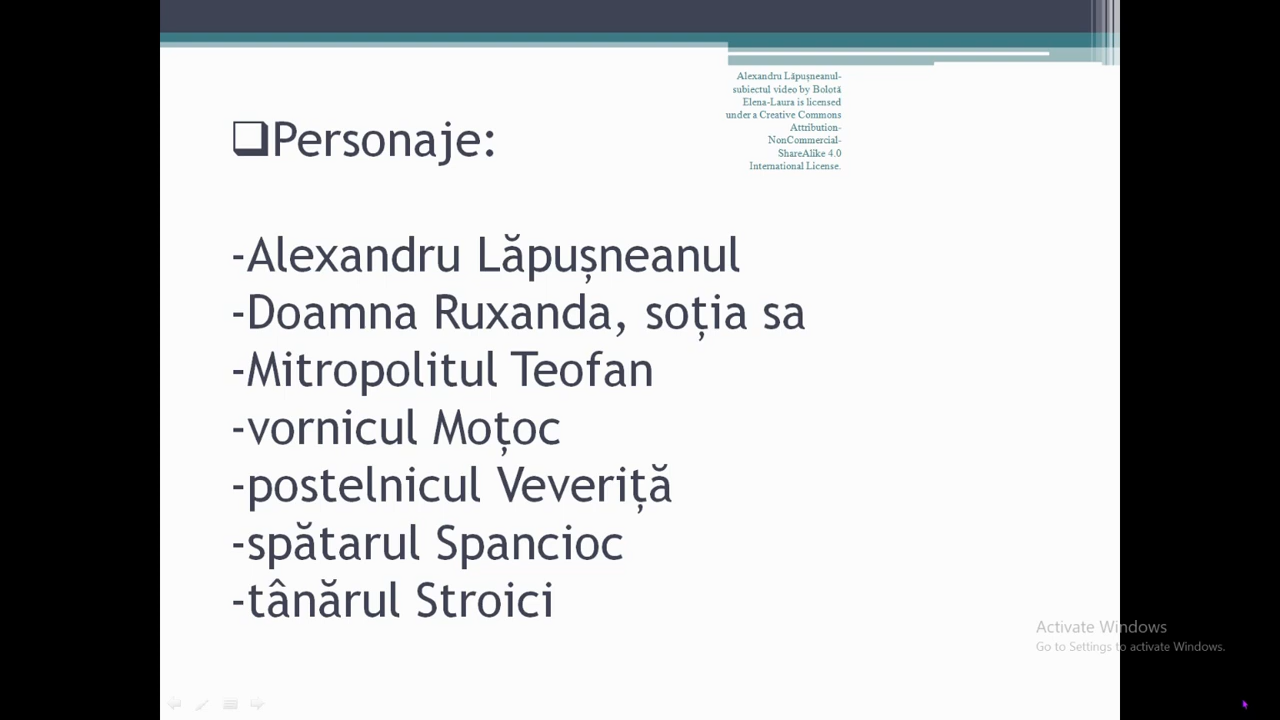 Alexandru Lăpușneanul-
subiectul video by Bolotă
Elena-Laura is licensed
under a Creative Commons
Attribution-
NonCommercial-
ShareAlike 4.0
International License.
❑Personaje:
-Alexandru Lăpușneanul
-Doamna Ruxanda, soția sa
-Mitropolitul Teofan
-vornicul Moțoc
-postelnicul Veveriță
-spătarul Spancioc
-tânărul Stroici
Activate Windows
Go to Settings to activate Windows.